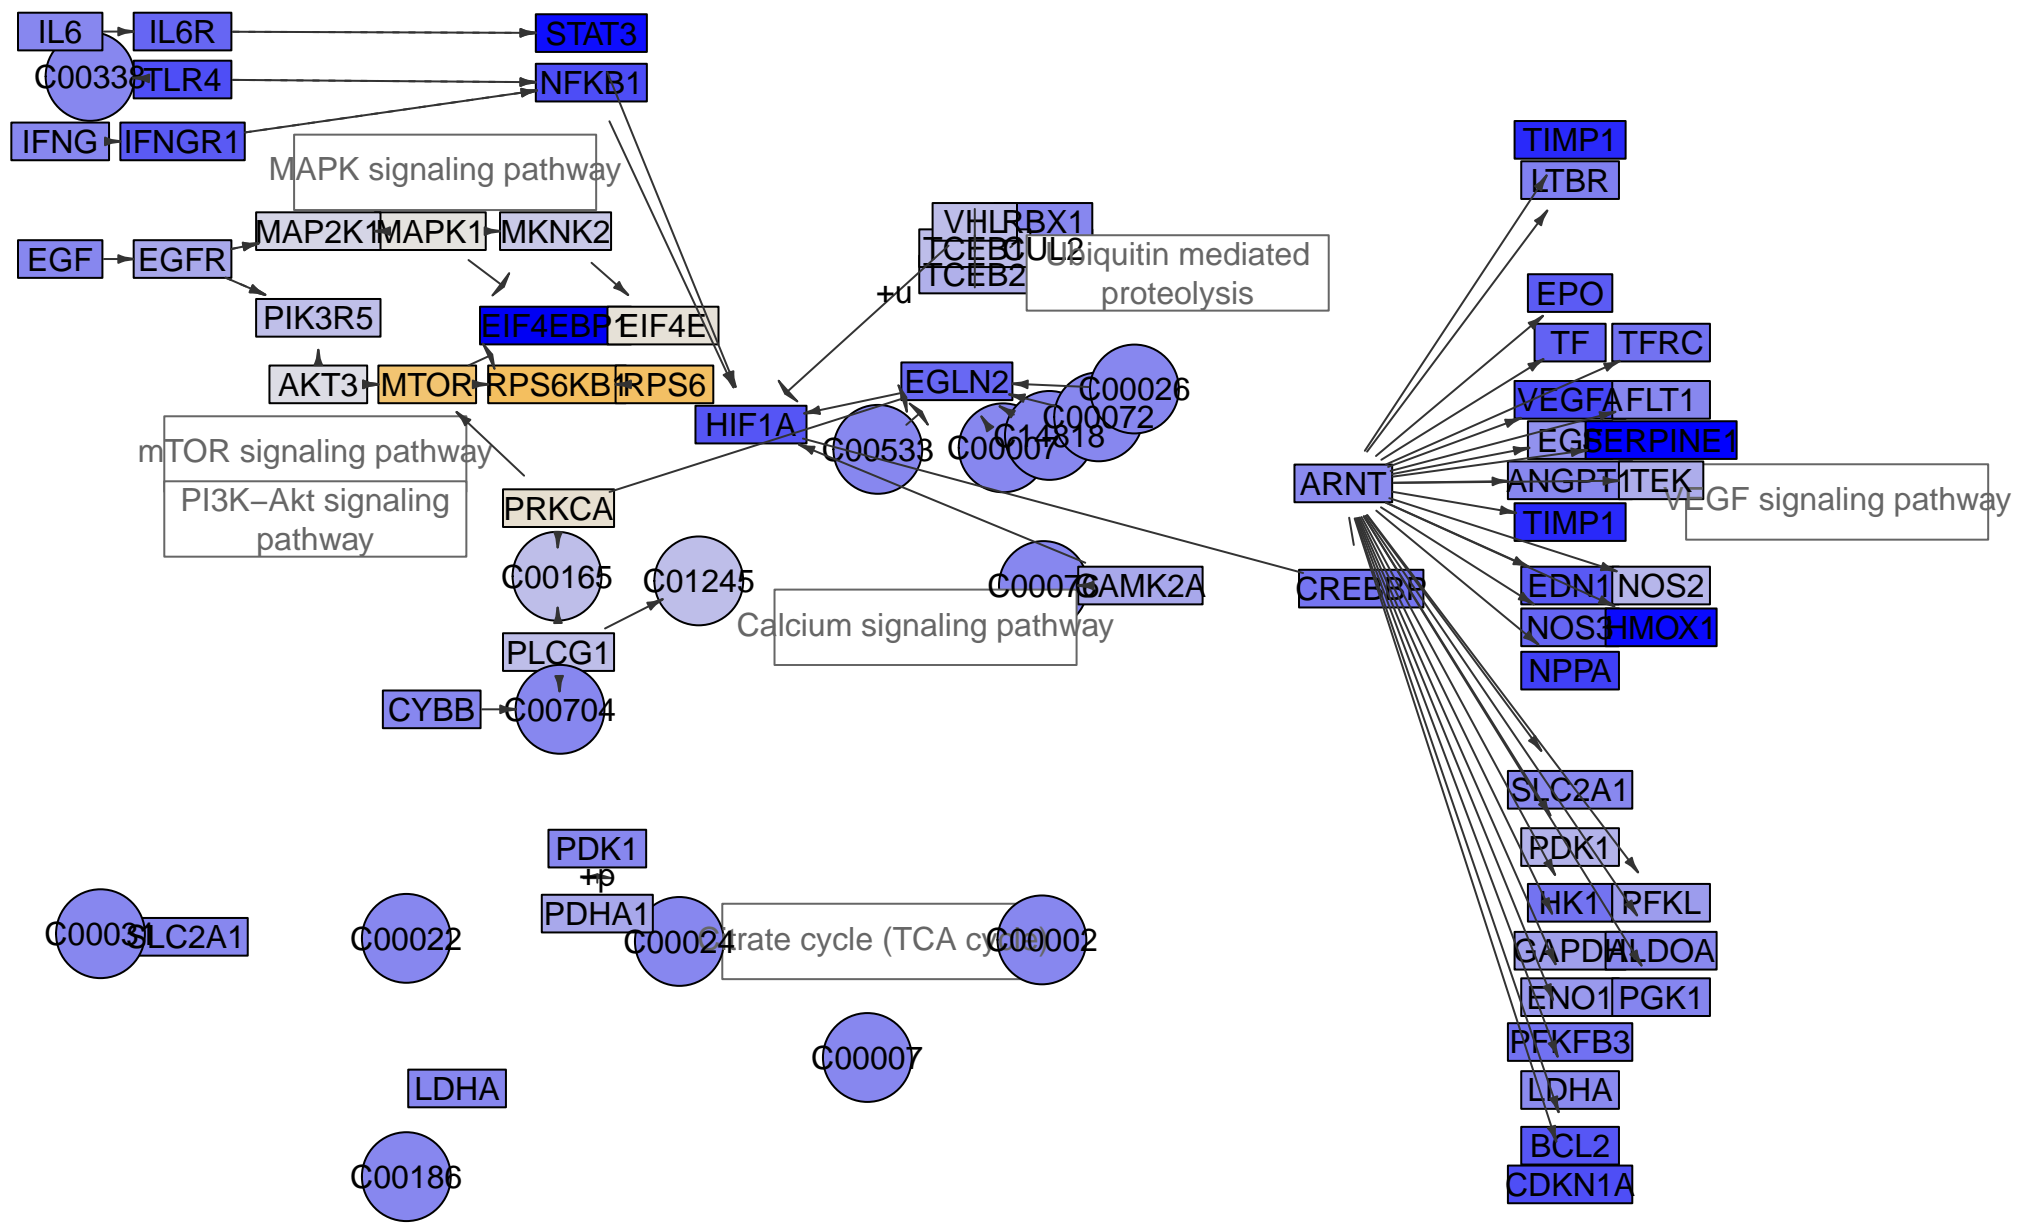 IL6
IL6R
STAT3
C00338
TLR4
NFKB1
IFNG
IFNGR1
MAPK signaling pathway
MAP2K1
MAPK1
MKNK2
EGF
EGFR
PIK3R5
EIF4EBP1
EIF4E
AKT3
MTOR
RPS6KB1
RPS6
mTOR signaling pathway
PI3K–Akt signaling
pathway
PRKCA
C00165
C01245
PLCG1
CYBB
C00704
VHL
RBX1
CUL2
TCEB2
Ubiquitin mediated
proteolysis
+u
EGLN2
HIF1A
C00533
C00007
C14818
C00072
C00026
C00076
CAMK2A
Calcium signaling pathway
ARNT
CREBBP
TIMP1
LTBR
EPO
TF
TFRC
VEGFA
FLT1
SERPINE1
ANGPT1
TEK
VEGF signaling pathway
TIMP1
EDN1
NOS2
NOS3
HMOX1
NPPA
SLC2A1
PDK1
HK1
PFKL
GAPDH
ALDOA
ENO1
PGK1
PFKFB3
LDHA
BCL2
CDKN1A
PDK1
+p
PDHA1
C00031
SLC2A1
C00022
C00024
Citrate cycle (TCA cycle)
C00002
C00007
LDHA
C00186